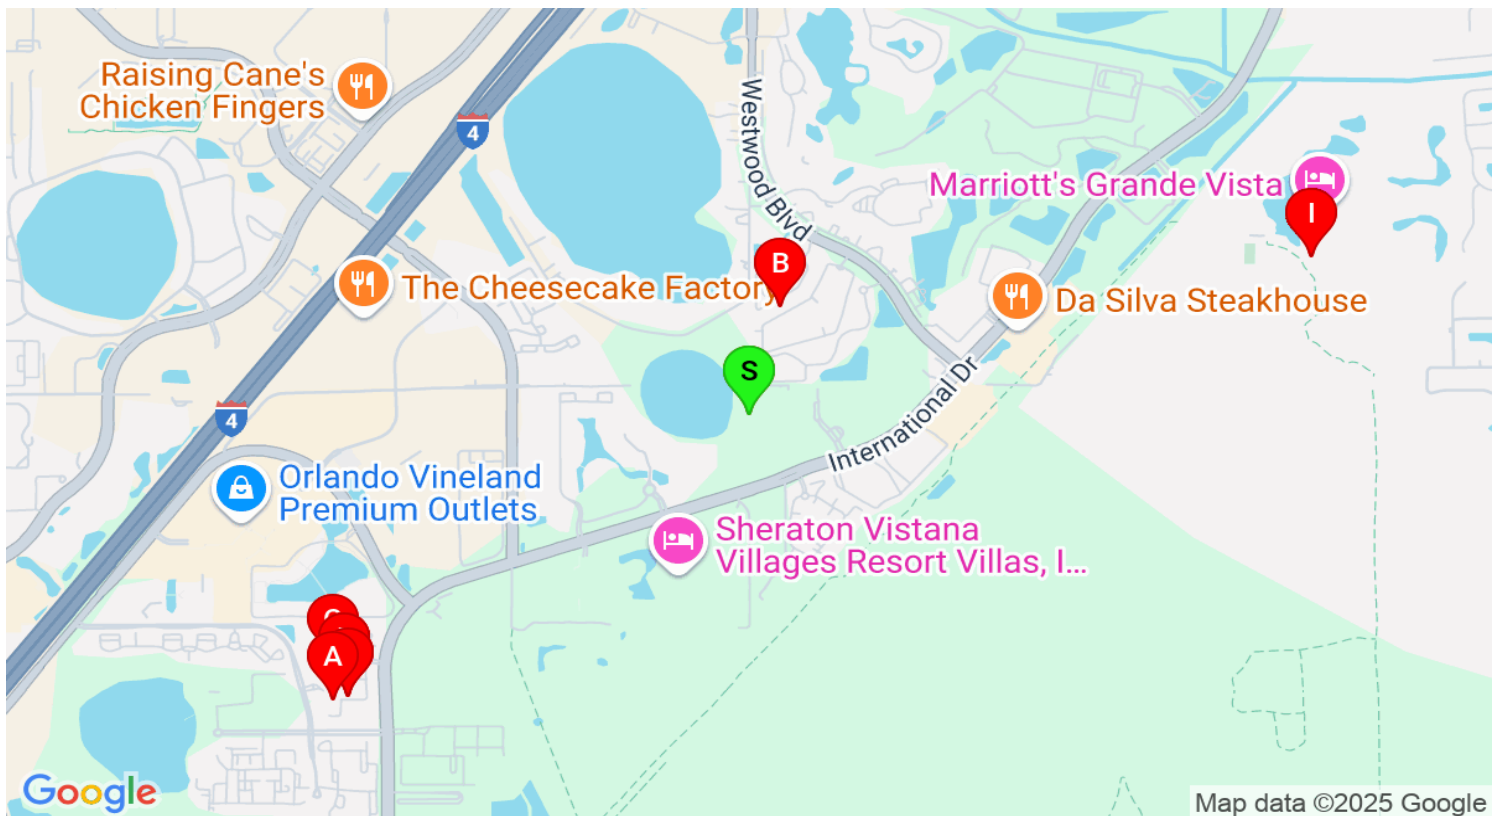 Raising Cane's
Chicken Fingers
4
Westwood Blvd
Marriott's Grande Vista
I
B
The Cheesecake Factory
Da Silva Steakhouse
S
4
International Dr
Orlando Vineland
Premium Outlets
Sheraton Vistana
Villages Resort Villas, I...
A
Google
Map data ©2025 Google